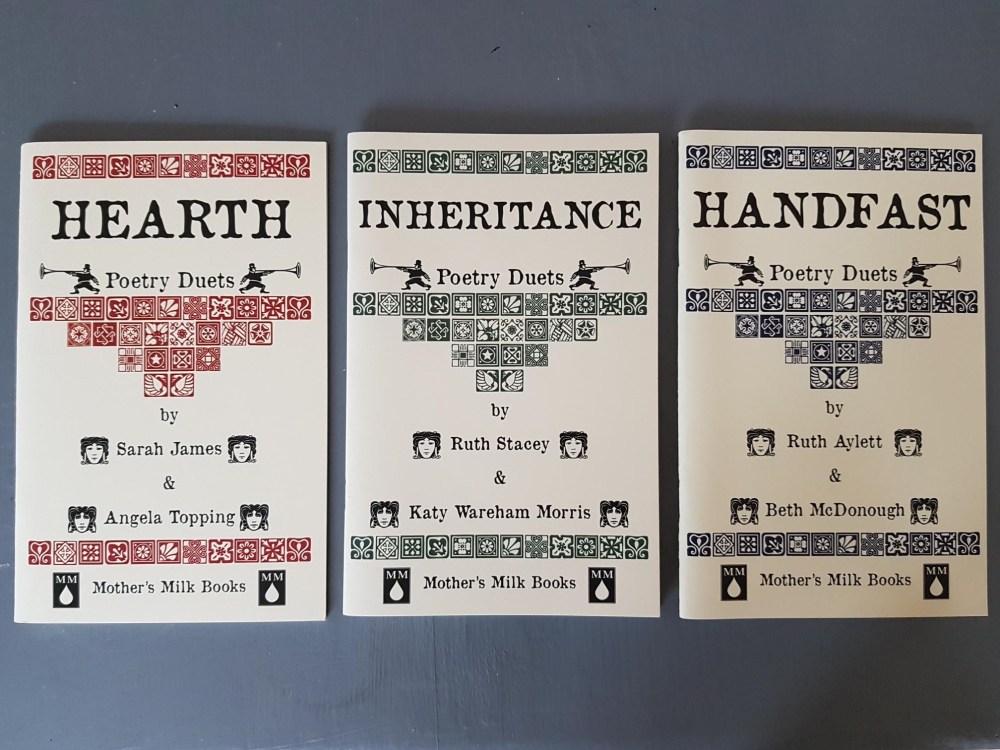 HEARTH
Poetry Duets
by
Sarah James
&
Angela Topping
MM
Mother's Milk Books
MM
INHERITANCE
Poetry Duets
by
Ruth Stacey
&
Katy Wareham Morris
MM
Mother's Milk Books
MM
HANDFAST
Poetry Duets
by
Ruth Aylett
&
Beth McDonough
MM
Mother's Milk Books
MM